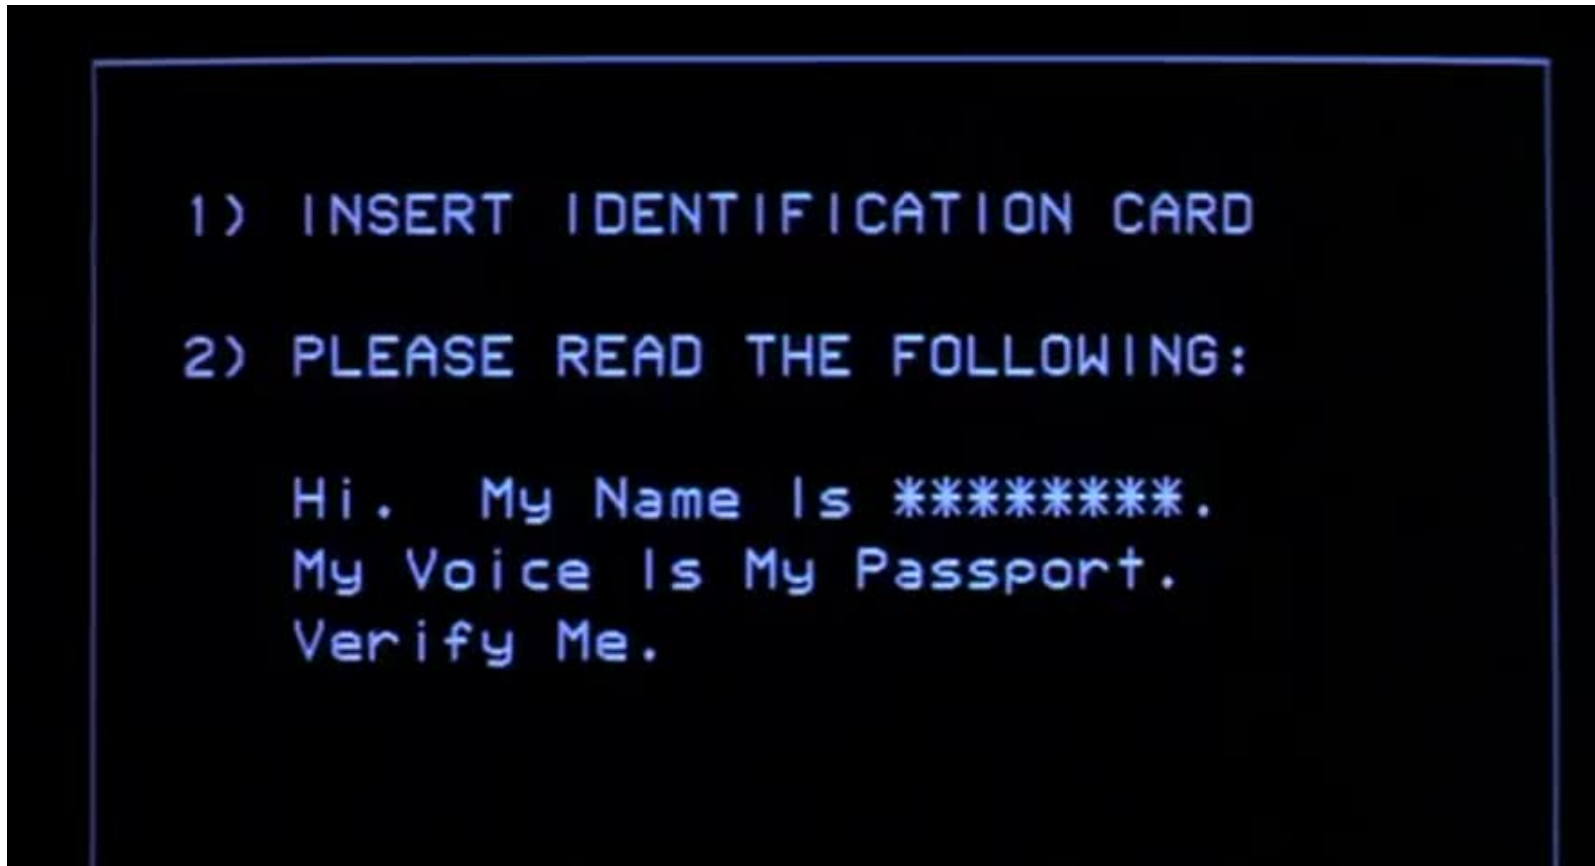 1) INSERT IDENTIFICATION CARD
2) PLEASE READ THE FOLLOWING:
Hi. My Name Is ********.
My Voice Is My Passport.
Verify Me.